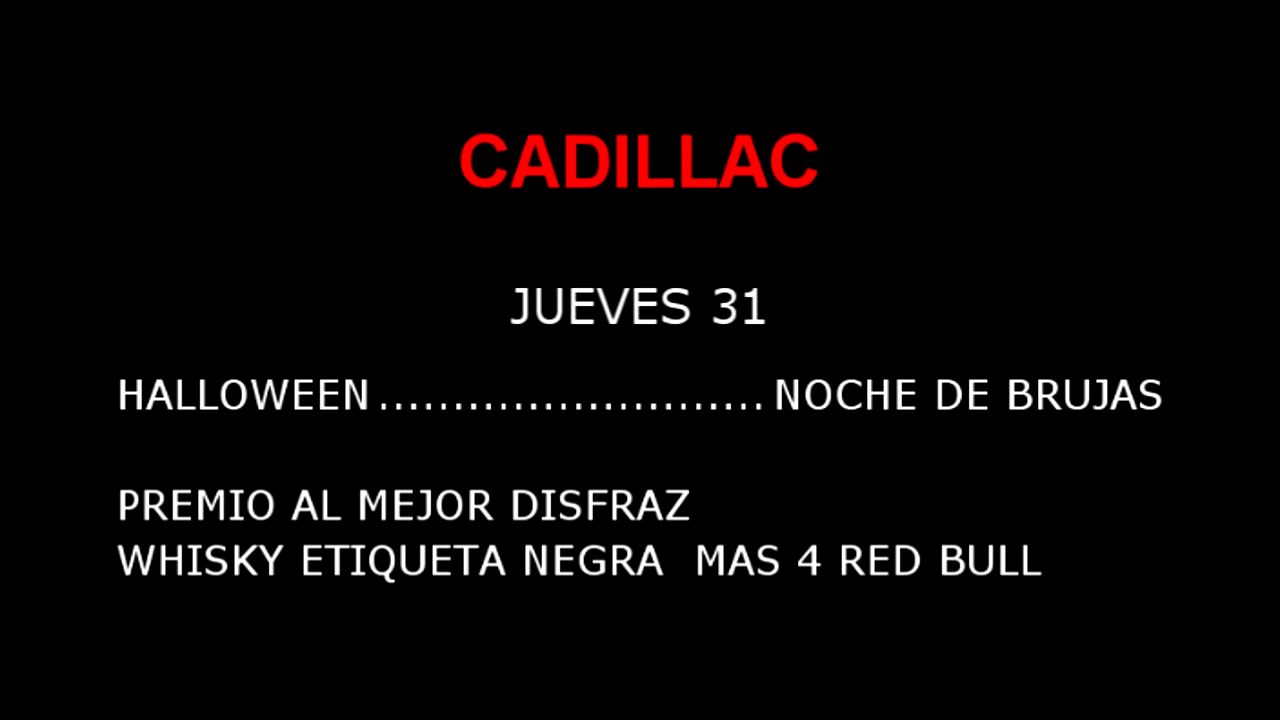 CADILLAC
JUEVES 31
HALLOWEEN..........................NOCHE DE BRUJAS
PREMIO AL MEJOR DISFRAZ
WHISKY ETIQUETA NEGRA  MAS 4 RED BULL